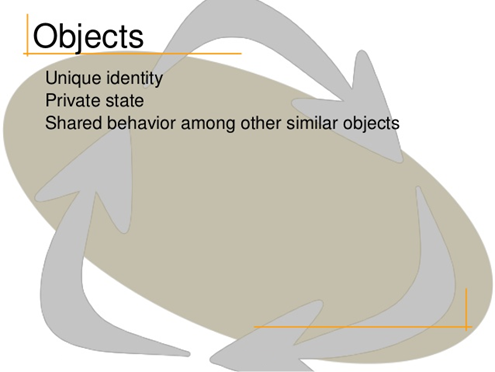 Objects
Unique identity
Private state
Shared behavior among other similar objects